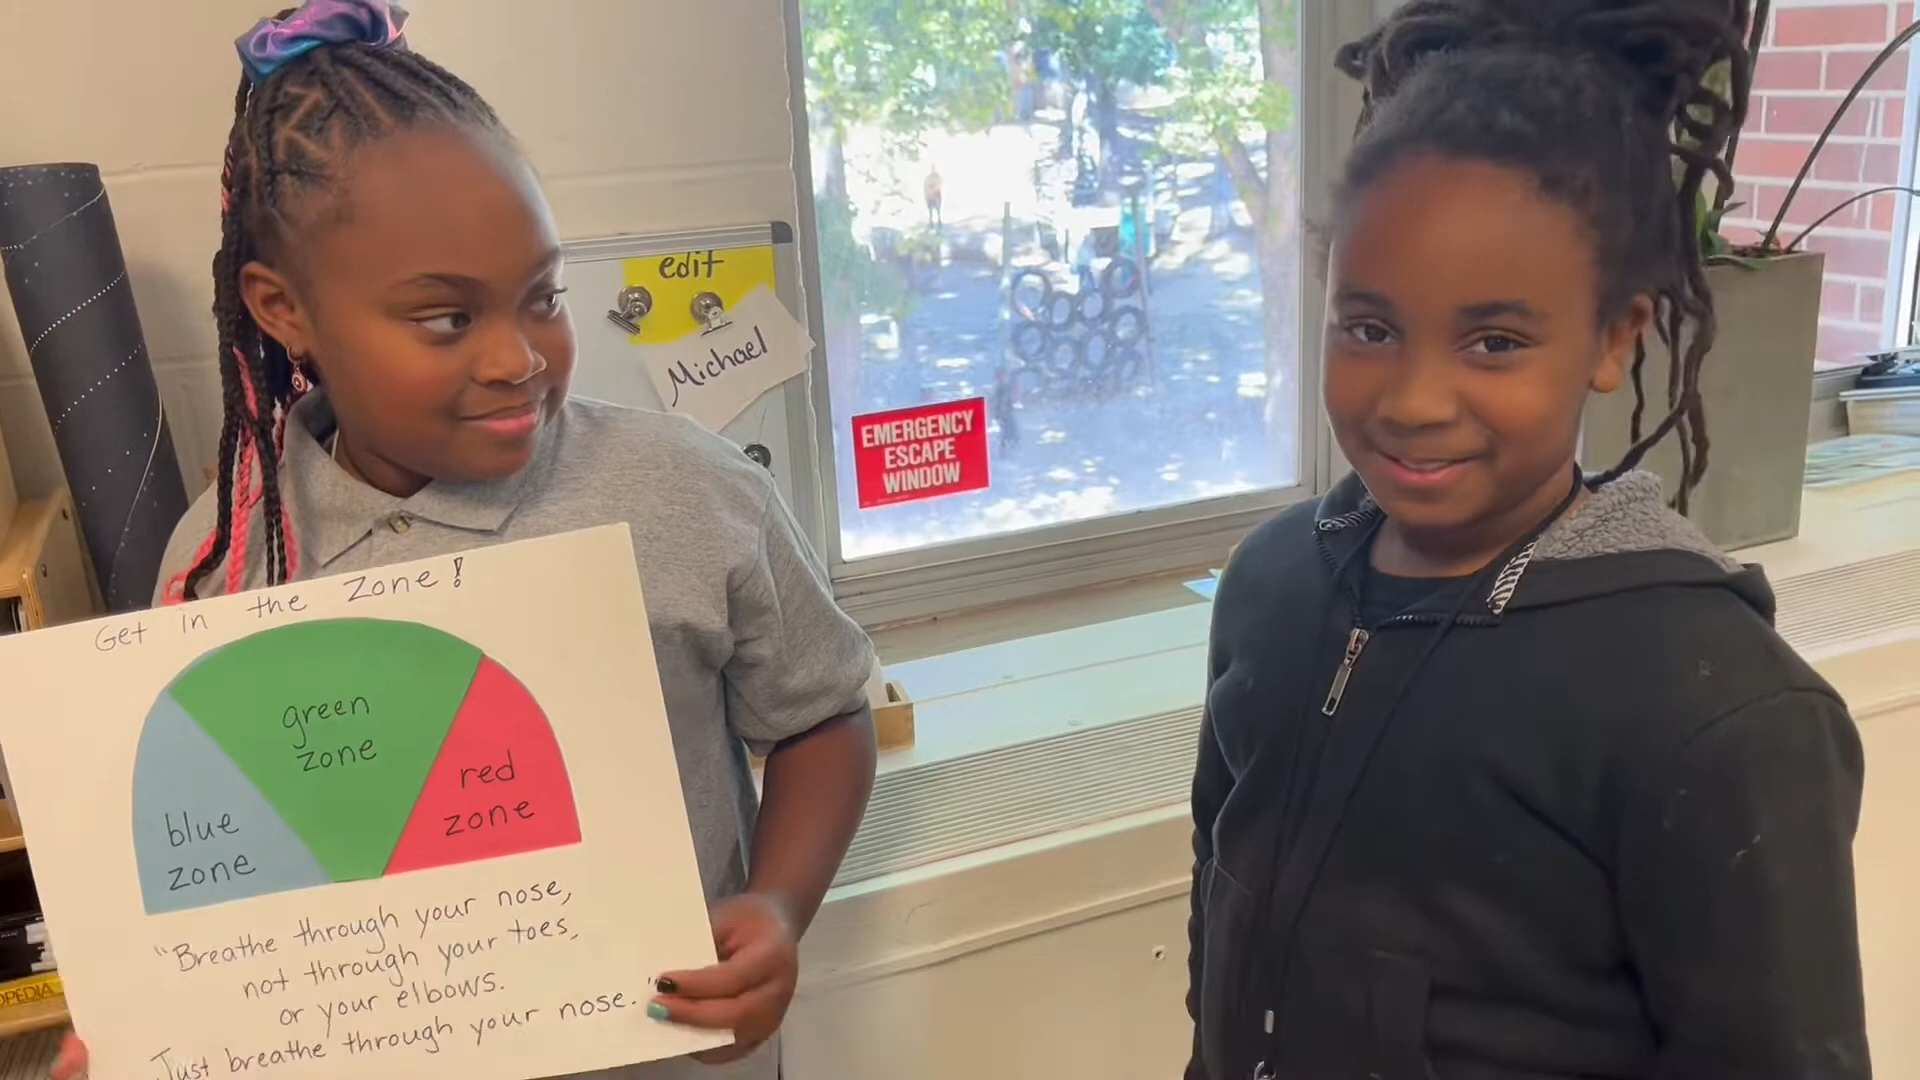 edit
Michael
EMERGENCY
ESCAPE
WINDOW
Get in the Zone!
green
zone
red
zone
blue
zone
"Breathe through your nose,
not through your toes,
or your elbows.
Just breathe through your nose."
OPEDIA